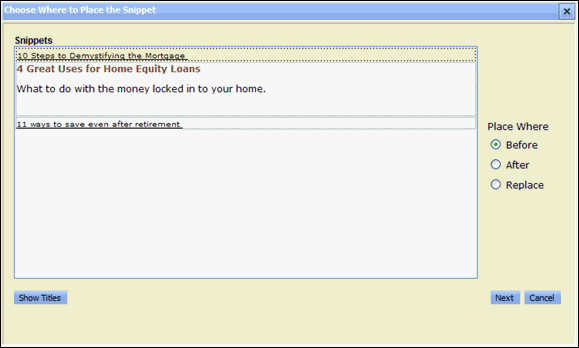 Choose Where to Place the Snippet
Snippets
10 Steps to Demystifying the Mortgage
4 Great Uses for Home Equity Loans
What to do with the money locked in to your home.
11 ways to save even after retirement
Place Where
Before
After
Replace
Show Titles
Next
Cancel